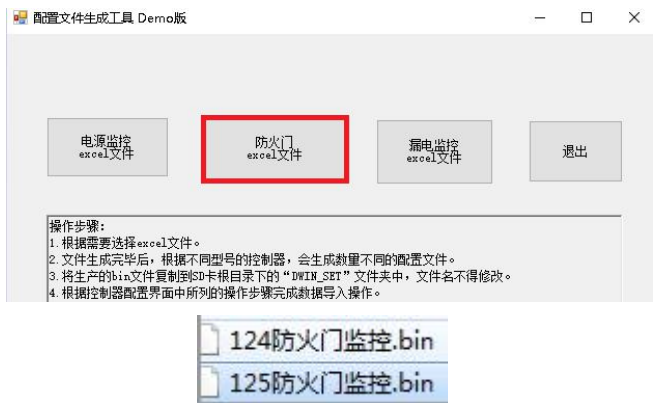 配置文件生成工具 Demo版
电源监控
excel文件
防火门
excel文件
漏电监控
excel文件
退出
操作步骤：
1.根据需要选择excel文件。
2.文件生成完毕后，根据不同型号的控制器，会生成数量不同的配置文件。
3.将生产的bin文件复制到SD卡根目录下的“DWIN_SET”文件夹中，文件名不得修改。
4.根据控制器配置界面中所列的操作步骤完成数据导入操作。
124防火门监控.bin
125防火门监控.bin